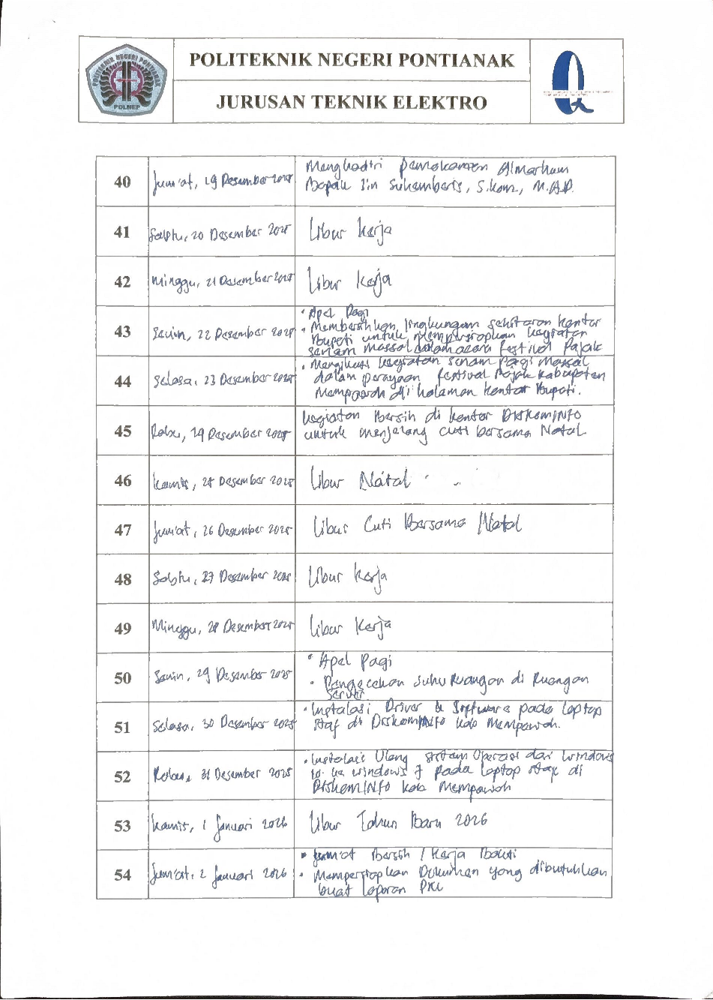 POLITEKNIK NEGERI PONTIANAK
JURUSAN TEKNIK ELEKTRO
POLITEKNIK NEGERI PONTIANAK
POLNEP
40 Jum'at, 19 Desember 2025 Menghadiri Pemakaman Almarhum
Bapak Iin Suhembarts, S.Kom, M.A.P.
41 Sabtu, 20 Desember 2025 Libur Kerja
42 Minggu, 21 Desember 2025 Libur Kerja
43 Senin, 22 Desember 2025 • Apel Pagi
• Membersihkan lingkungan sekitaran kantor
Bupati untuk mempersiapkan kegiatan
senam massal dalam acara Festival Pajak
44 Selasa, 23 Desember 2025 • Mengikuti kegiatan senam Pagi Massal
dalam perayaan festival Pajak Kabupaten
Mempawah di halaman kantor Bupati.
45 Rabu, 24 Desember 2025 kegiatan Bersih di kantor DISKOMINFO
untuk menjelang cuti bersama Natal
46 Kamis, 25 Desember 2025 Libur Natal
47 Jum'at, 26 Desember 2025 Libur Cuti Bersama Natal
48 Sabtu, 27 Desember 2025 Libur Kerja
49 Minggu, 28 Desember 2025 Libur Kerja
50 Senin, 29 Desember 2025 • Apel Pagi
• Pengecekan Suhu Ruangan di Ruangan
Server
51 Selasa, 30 Desember 2025 • Instalasi Driver & Software pada laptop
staf di DISKOMINFO kab Mempawah.
52 Rabu, 31 Desember 2025 • Instalasi Ulang sistem Operasi dari Windows
10 ke windows 7 pada laptop staf di
DISKOMINFO kab Mempawah
53 Kamis, 1 Januari 2026 Libur Tahun Baru 2026
54 Jum'at, 2 Januari 2026 • Jum'at Bersih / Kerja Bakti
• Mempersiapkan Dokumen yang dibutuhkan
buat laporan PKL